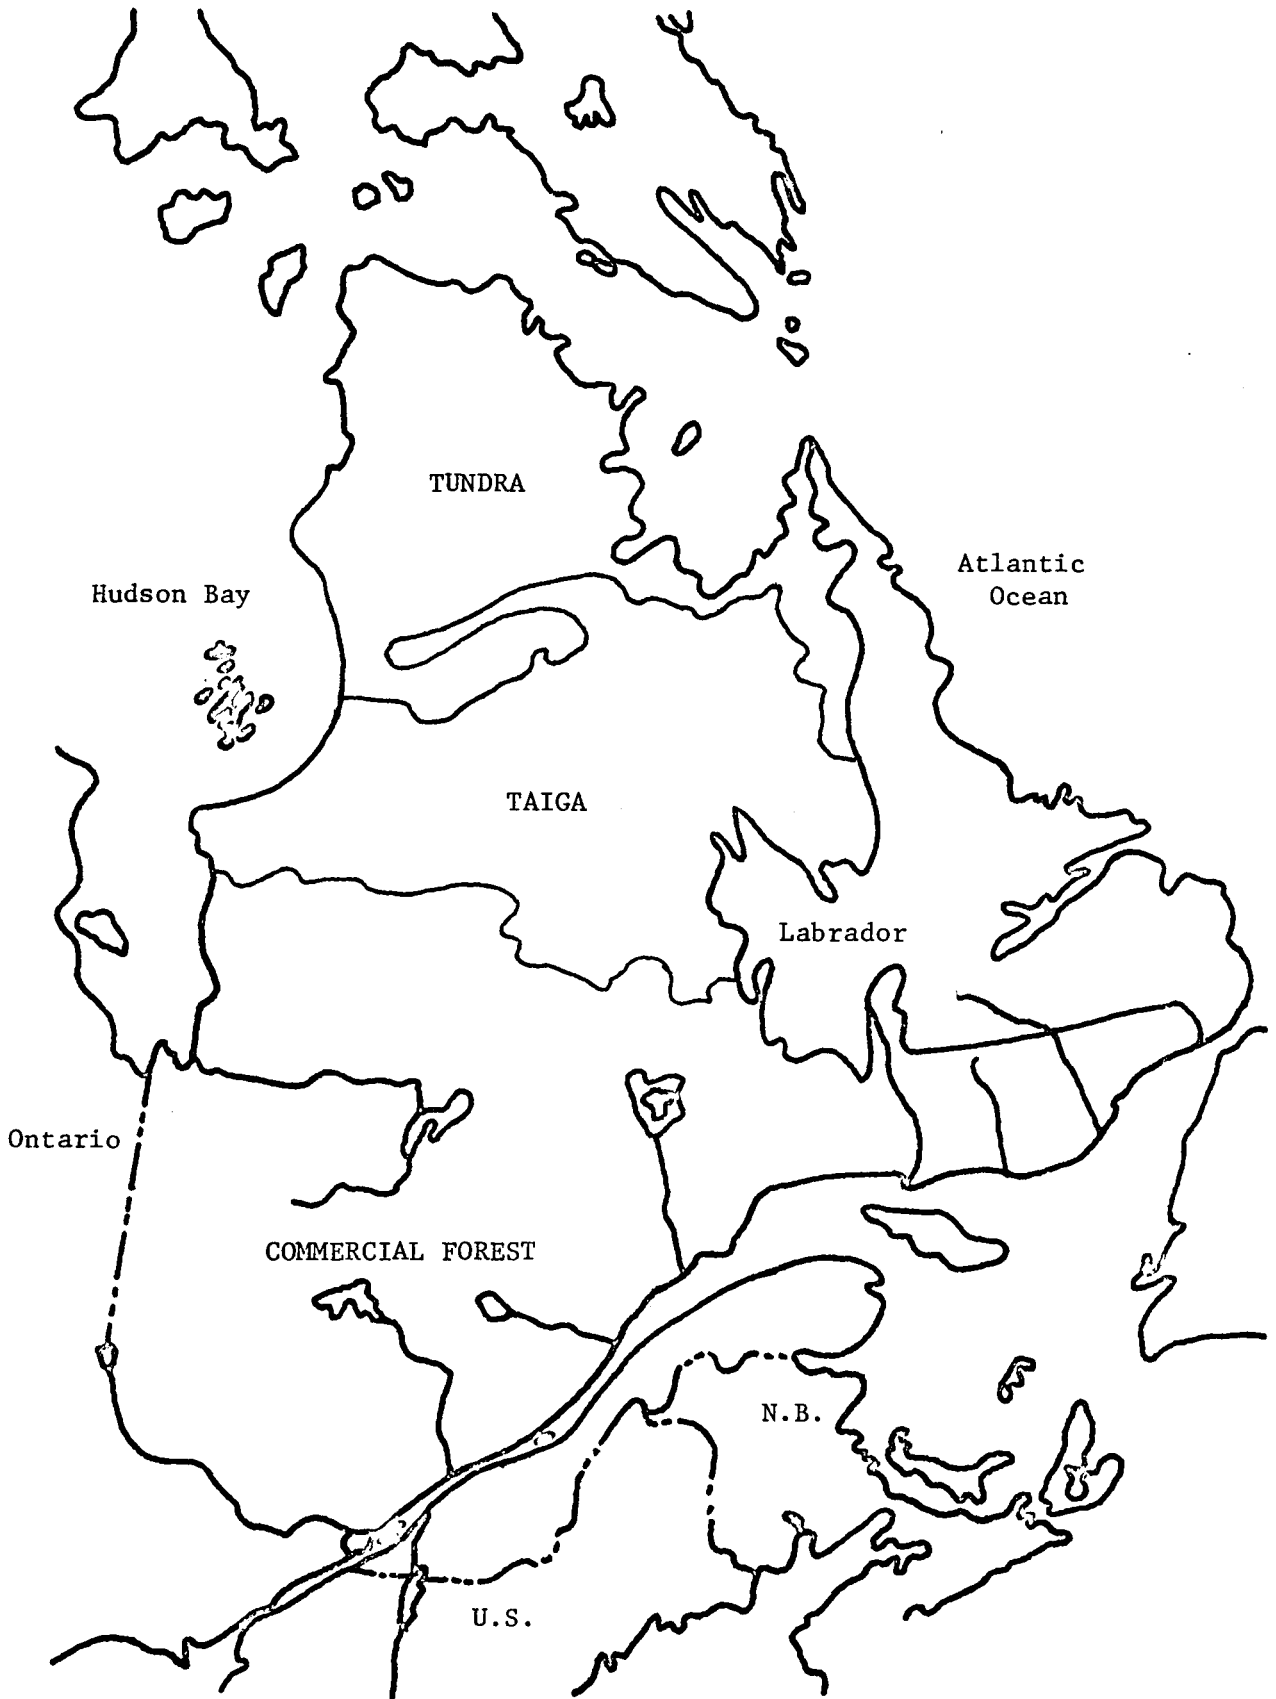 TUNDRA
Atlantic
Ocean
Hudson Bay
TAIGA
Labrador
Ontario
COMMERCIAL FOREST
N.B.
U.S.